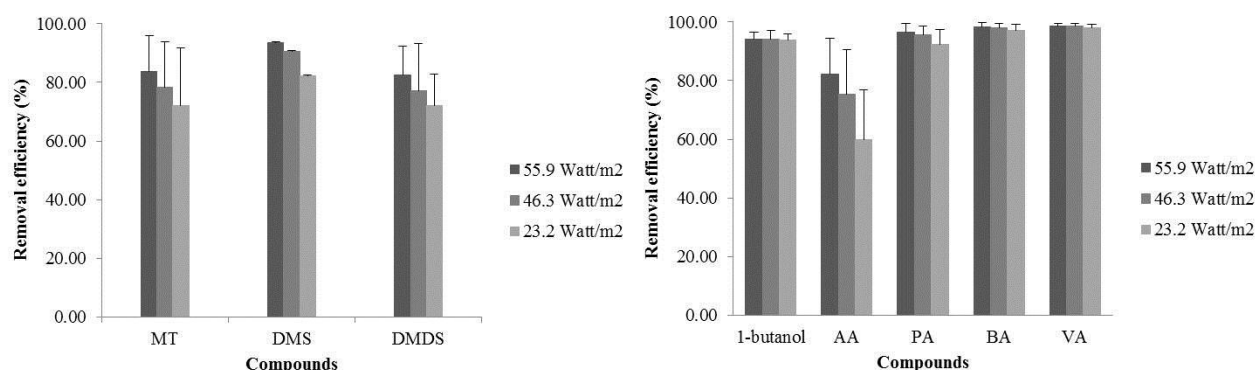 100.00
80.00
60.00
40.00
20.00
0.00
Removal efficiency (%)
MT DMS DMDS
Compounds
55.9 Watt/m2
46.3 Watt/m2
23.2 Watt/m2
100.00
80.00
60.00
40.00
20.00
0.00
Removal efficiency (%)
1-butanol AA PA BA VA
Compounds
55.9 Watt/m2
46.3 Watt/m2
23.2 Watt/m2